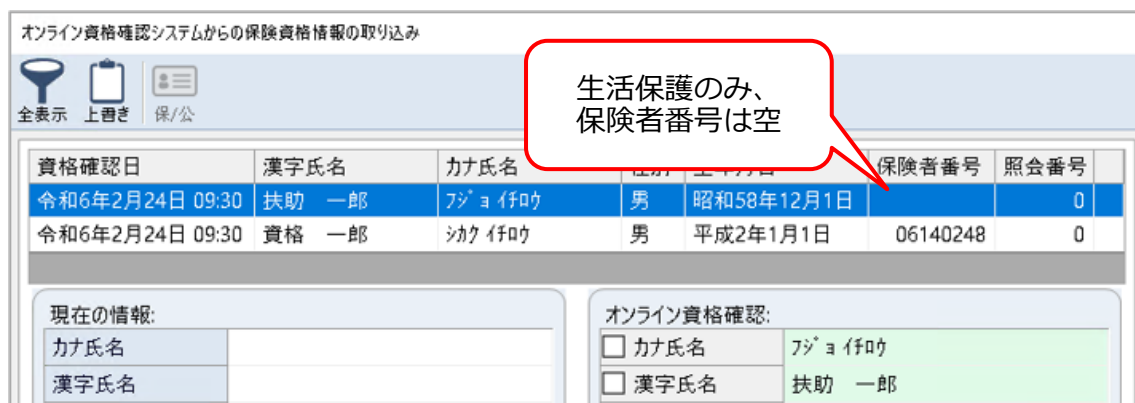 オンライン資格確認システムからの保険資格情報の取り込み
全表示 上書き 保/公
生活保護のみ、
保険者番号は空
資格確認日 漢字氏名 カナ氏名 保険者番号 照会番号
令和6年2月24日 09:30 扶助 一郎 フジョ イチロウ 男 昭和58年12月1日 0
令和6年2月24日 09:30 資格 一郎 シカク イチロウ 男 平成2年1月1日 06140248 0
現在の情報: オンライン資格確認:
カナ氏名 カナ氏名 フジョ イチロウ
漢字氏名 漢字氏名 扶助 一郎